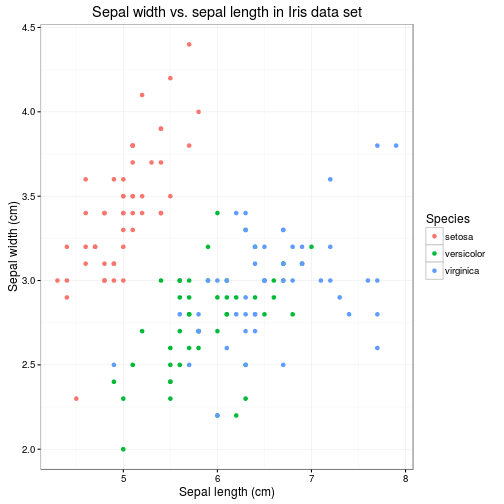 Sepal width vs. sepal length in Iris data set
4.5
4.0
3.5
3.0
2.5
2.0
Sepal width (cm)
5 6 7 8
Sepal length (cm)
Species
setosa
versicolor
virginica